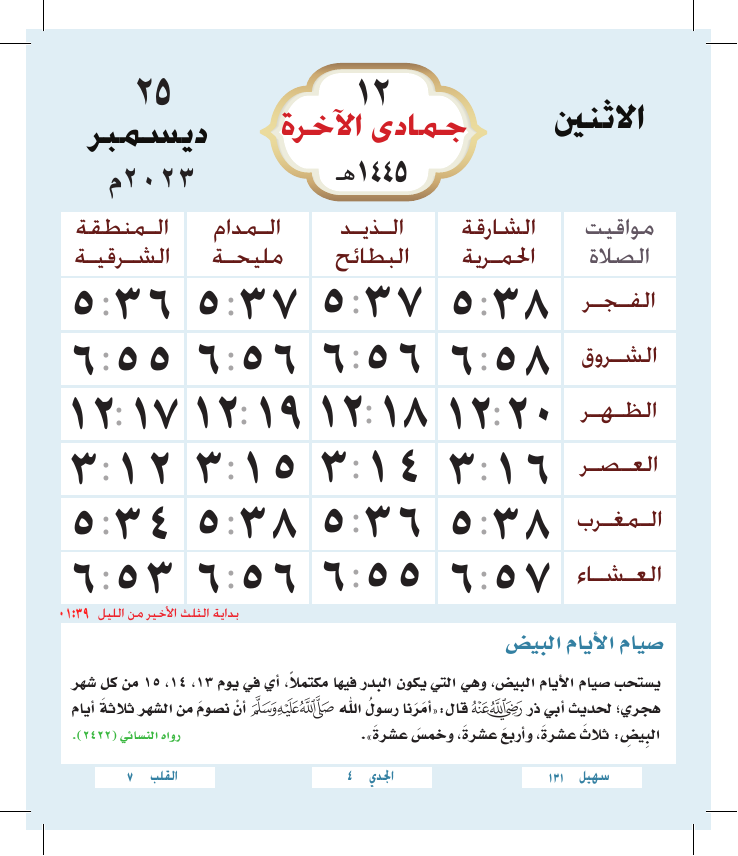 الاثنين
١٢
جمادى الآخرة
١٤٤٥هـ
٢٥
ديسمبر
٢٠٢٣م
مواقيت الصلاة
الشارقة الحمرية
الذيد البطائح
المدام مليحة
المنطقة الشرقية
الفجر ٥:٣٨ ٥:٣٧ ٥:٣٧ ٥:٣٦
الشروق ٦:٥٨ ٦:٥٦ ٦:٥٦ ٦:٥٥
الظهر ١٢:٢٠ ١٢:١٨ ١٢:١٩ ١٢:١٧
العصر ٣:١٦ ٣:١٤ ٣:١٥ ٣:١٢
المغرب ٥:٣٨ ٥:٣٦ ٥:٣٨ ٥:٣٤
العشاء ٦:٥٧ ٦:٥٥ ٦:٥٦ ٦:٥٣
بداية الثلث الأخير من الليل ٠١:٣٩
صيام الأيام البيض
يستحب صيام الأيام البيض، وهي التي يكون البدر فيها مكتملاً، أي في يوم ١٣، ١٤، ١٥ من كل شهر
هجري؛ لحديث أبي ذر رَضِيَ اللَّهُ عَنْهُ قال: «أمَرَنا رسولُ الله صَلَّى اللَّهُ عَلَيْهِ وَسَلَّمَ أنْ نصومَ من الشهر ثلاثةَ أيام
البِيضِ: ثلاثَ عشرةَ، وأربعَ عشرةَ، وخمسَ عشرةَ». رواه النسائي (٢٤٢٢).
سهيل ١٣١
الجدي ٤
القلب ٧